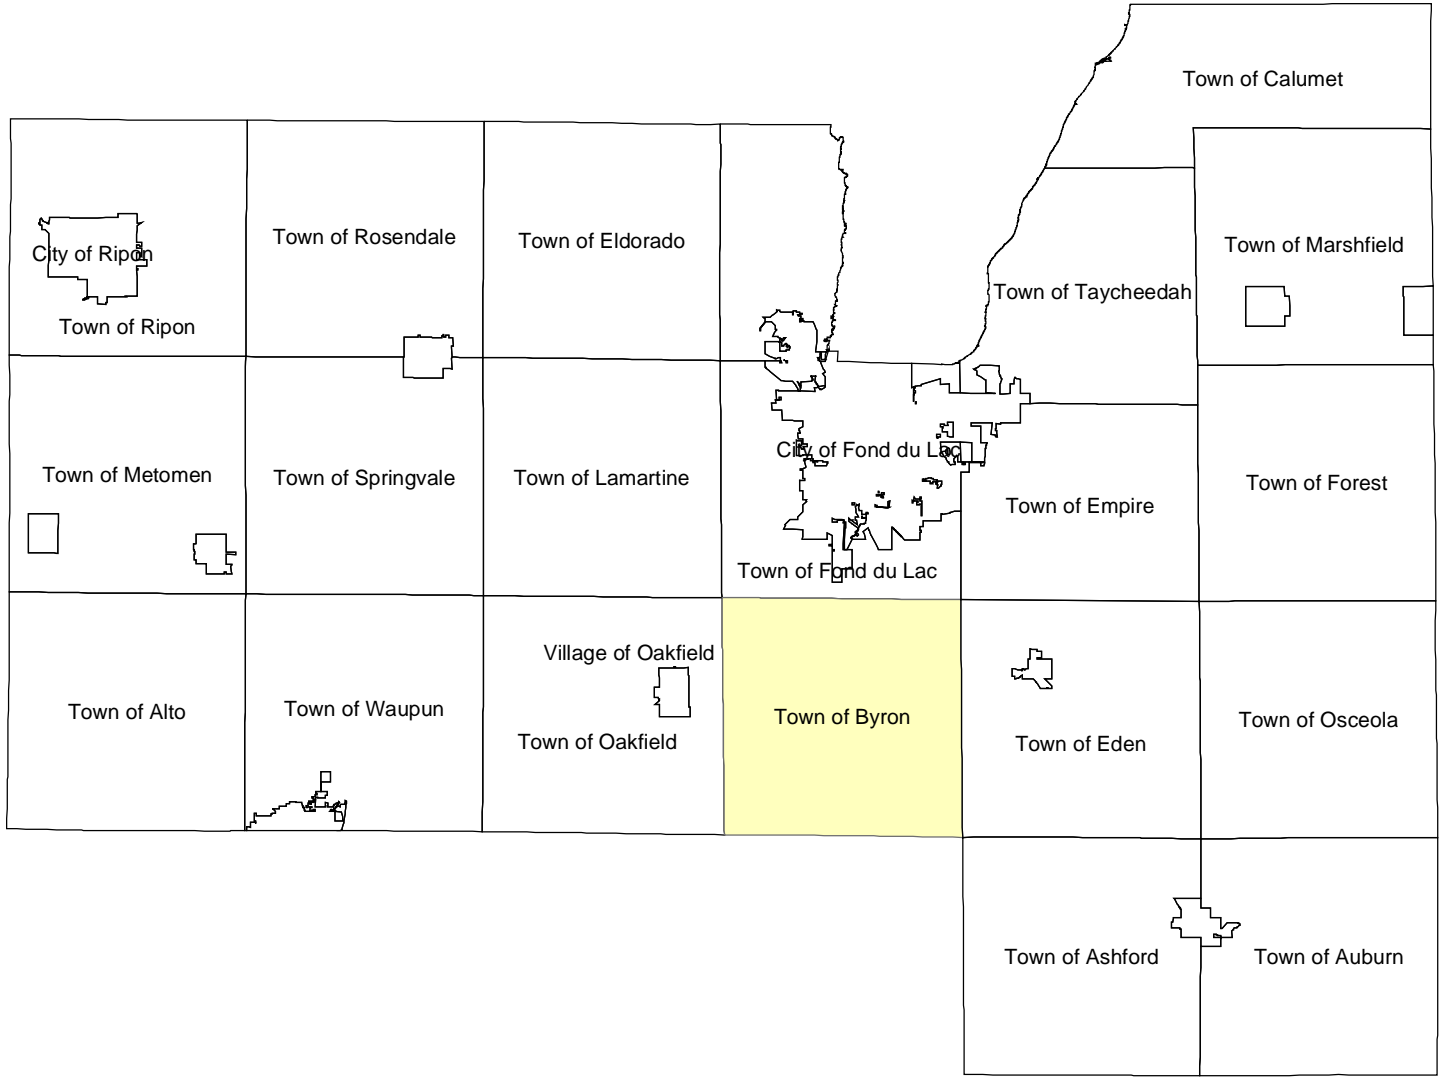 Town of Calumet
Town of Rosendale
Town of Eldorado
Town of Marshfield
City of Ripon
Town of Taycheedah
Town of Ripon
City of Fond du Lac
Town of Metomen
Town of Springvale
Town of Lamartine
Town of Forest
Town of Empire
Town of Fond du Lac
Village of Oakfield
Town of Alto
Town of Waupun
Town of Byron
Town of Osceola
Town of Oakfield
Town of Eden
Town of Ashford
Town of Auburn